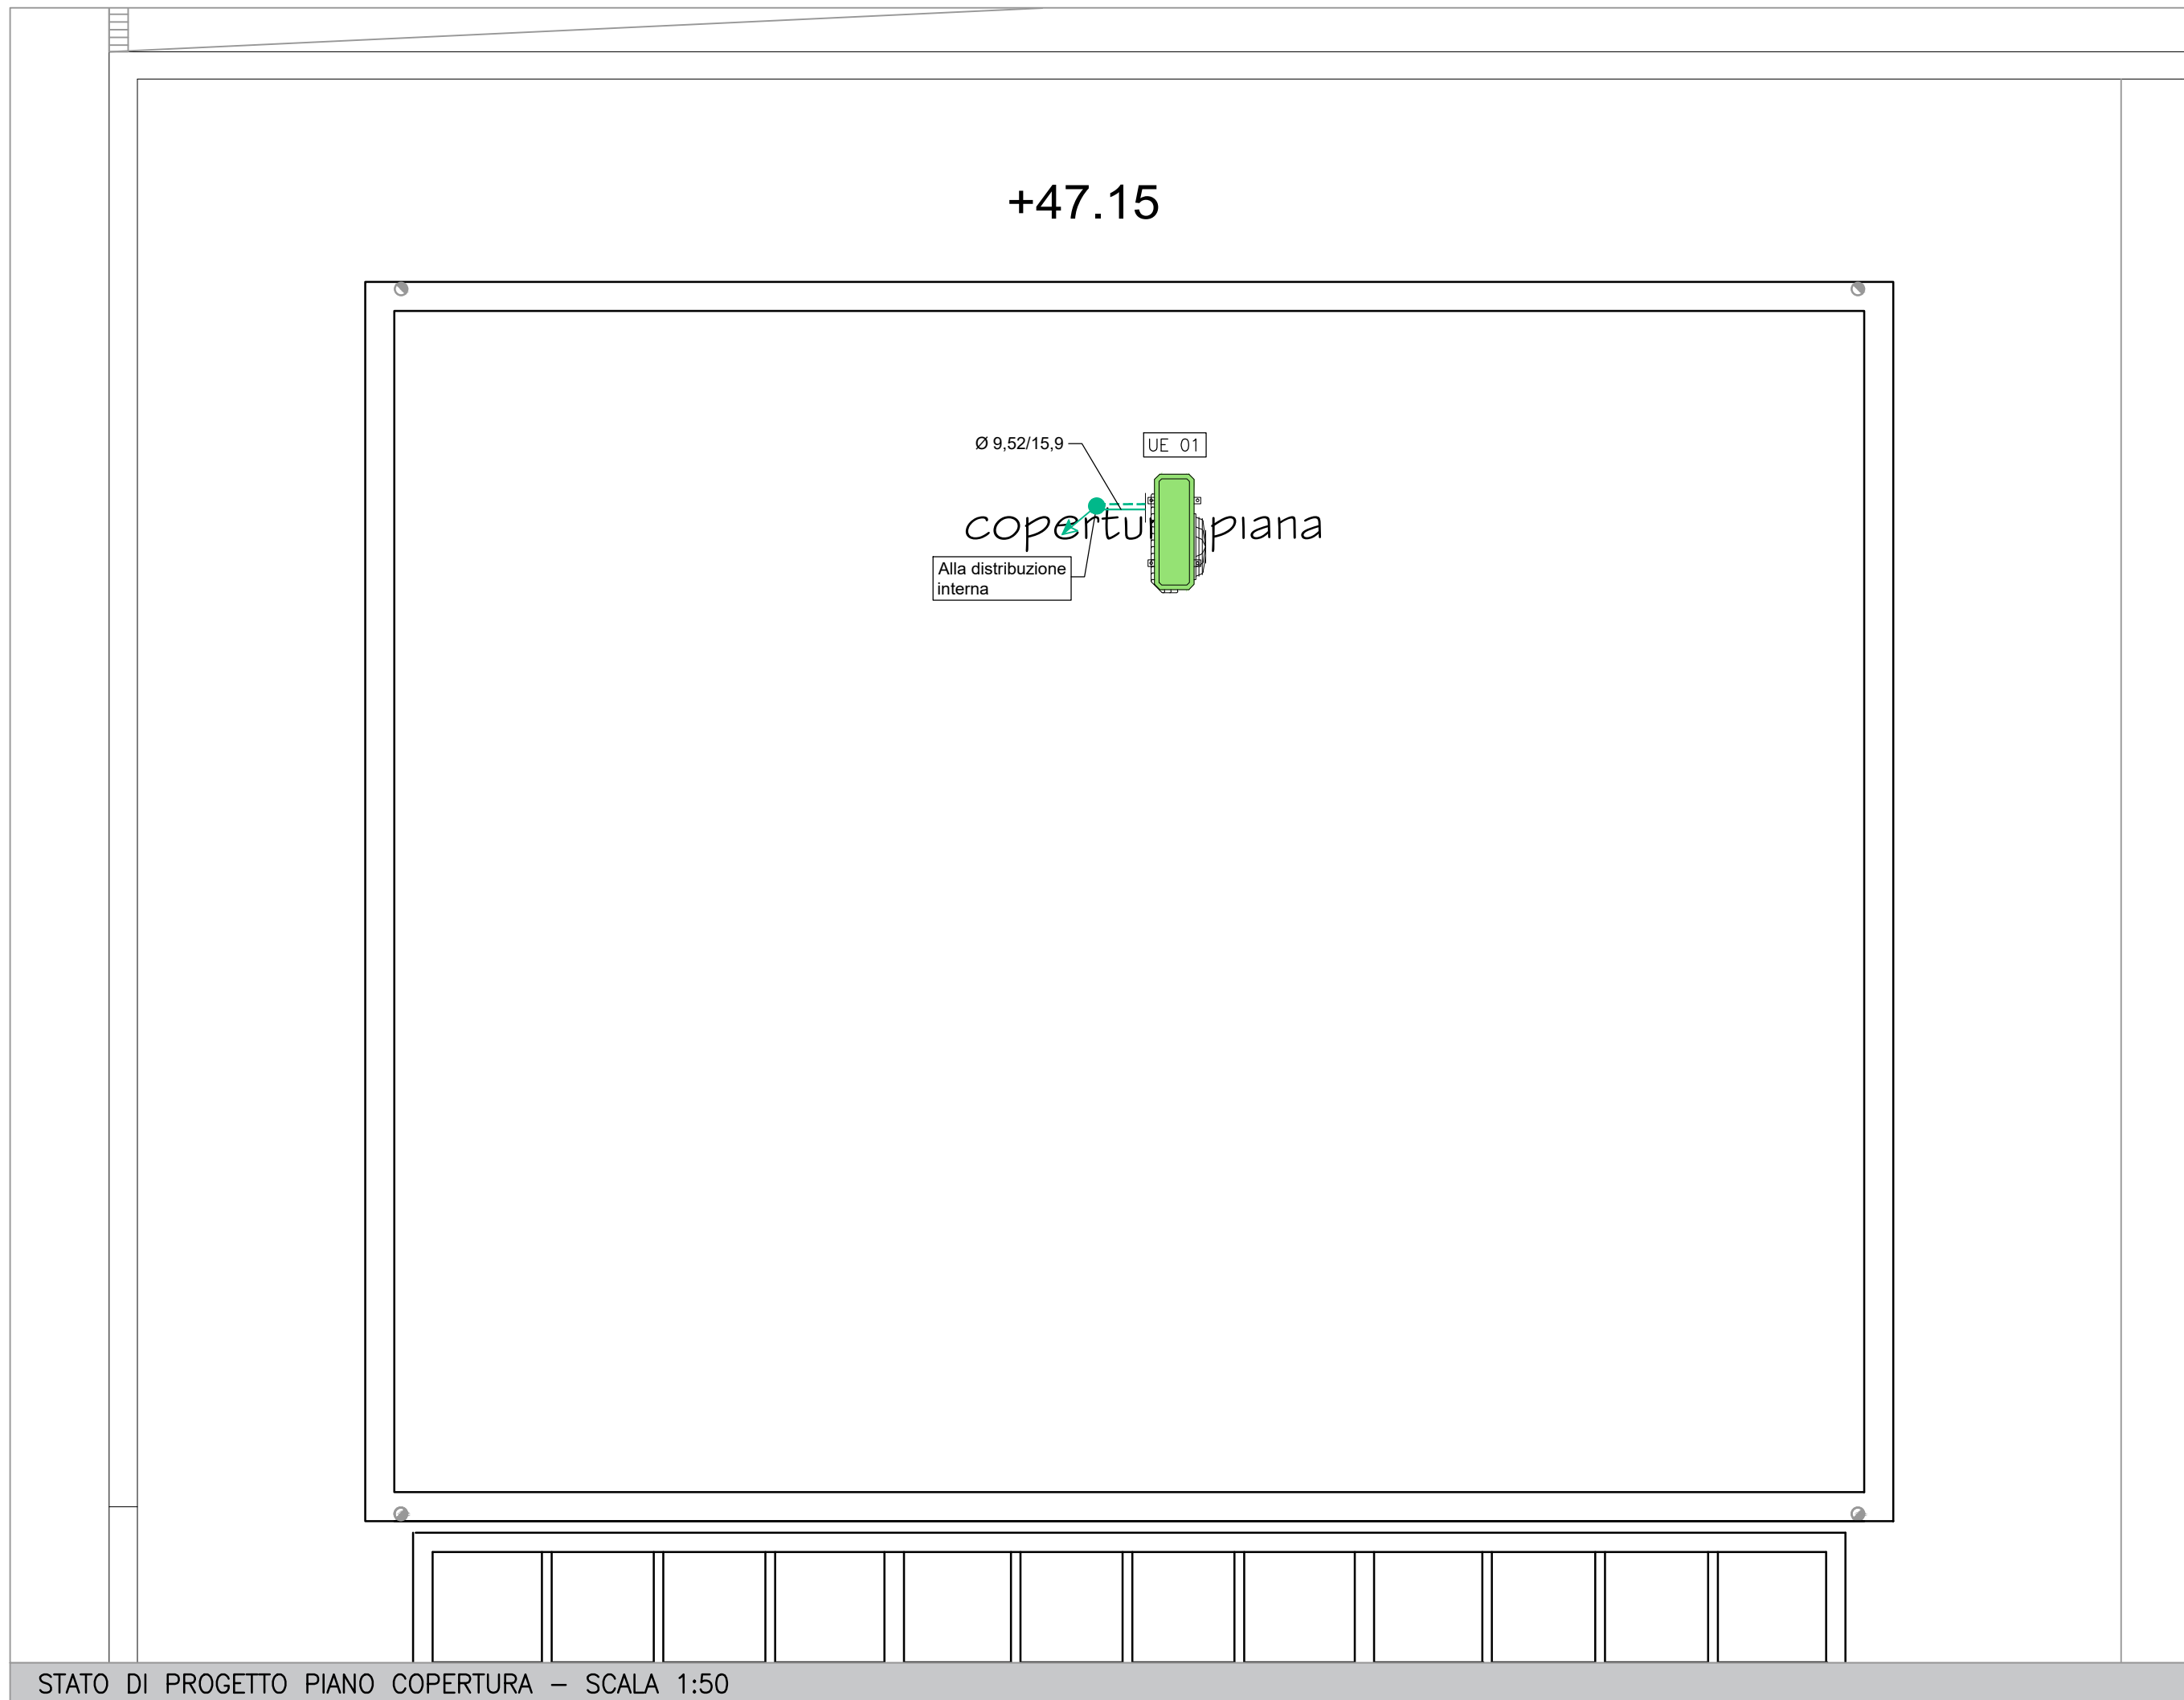 +47.15
Ø 9,52/15,9
UE 01
copertura piana
Alla distribuzione
interna
STATO DI PROGETTO PIANO COPERTURA – SCALA 1:50